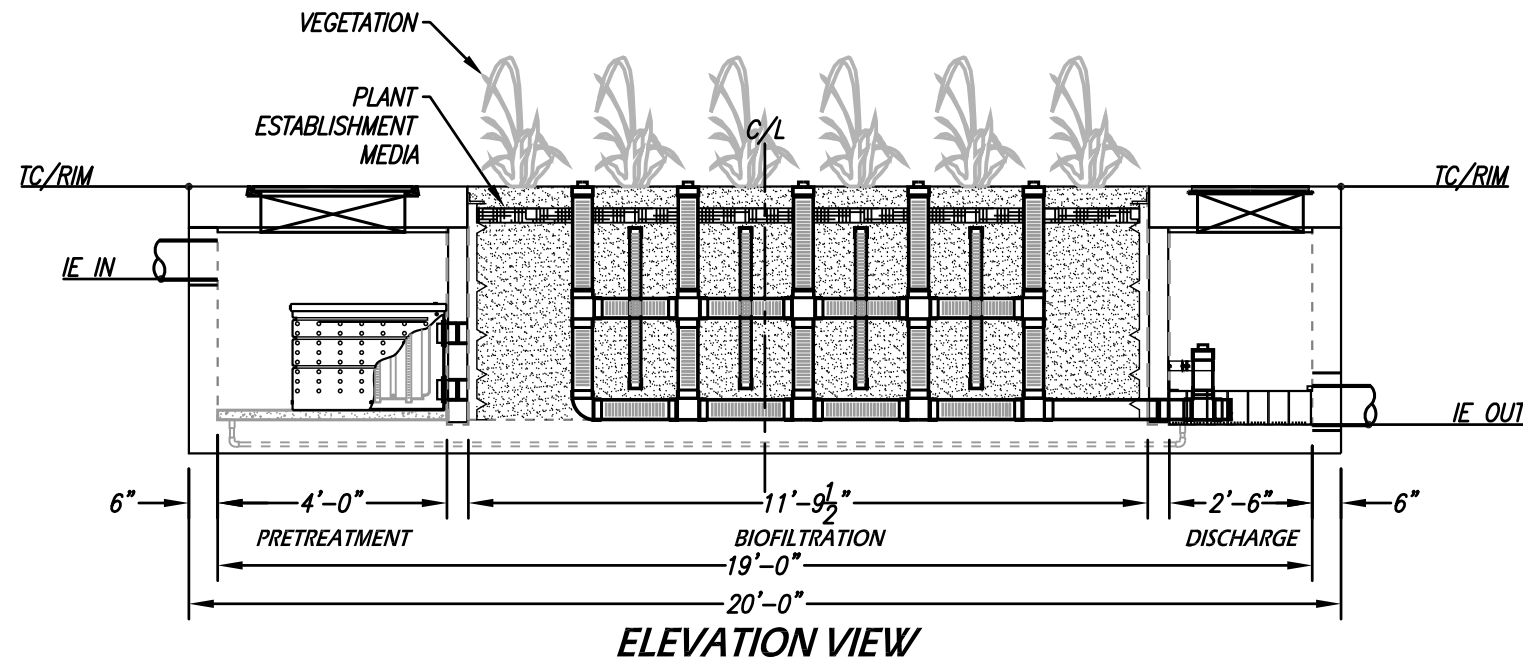 VEGETATION
PLANT
ESTABLISHMENT
MEDIA
C/L
TC/RIM
TC/RIM
IE IN
IE OUT
6" 4'-0" 11'-9 1/2" 2'-6" 6"
PRETREATMENT BIOFILTRATION DISCHARGE
19'-0"
20'-0"
ELEVATION VIEW